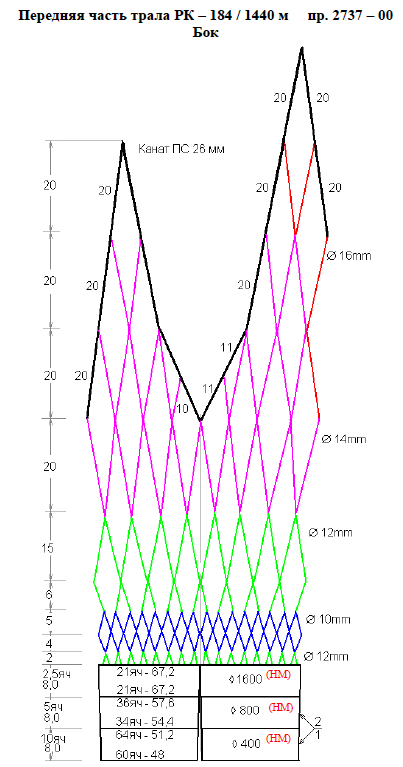 Передняя часть трала РК – 184 / 1440 м пр. 2737 – 00
Бок
20 20
Канат ПС 26 мм
20 20 20 20
Ø 16mm
20 20 20
11
20 20 11
10
Ø 14mm
20
Ø 12mm
15
6
5 Ø 10mm
4
2 Ø 12mm
2,5яч 21яч - 67,2 ◊ 1600 (НМ)
8,0 21яч - 67,2
5яч 36яч - 57,6 ◊ 800 (НМ)
8,0 34яч - 54,4 2
10яч 64яч - 51,2 ◊ 400 (НМ) 1
8,0 60яч - 48